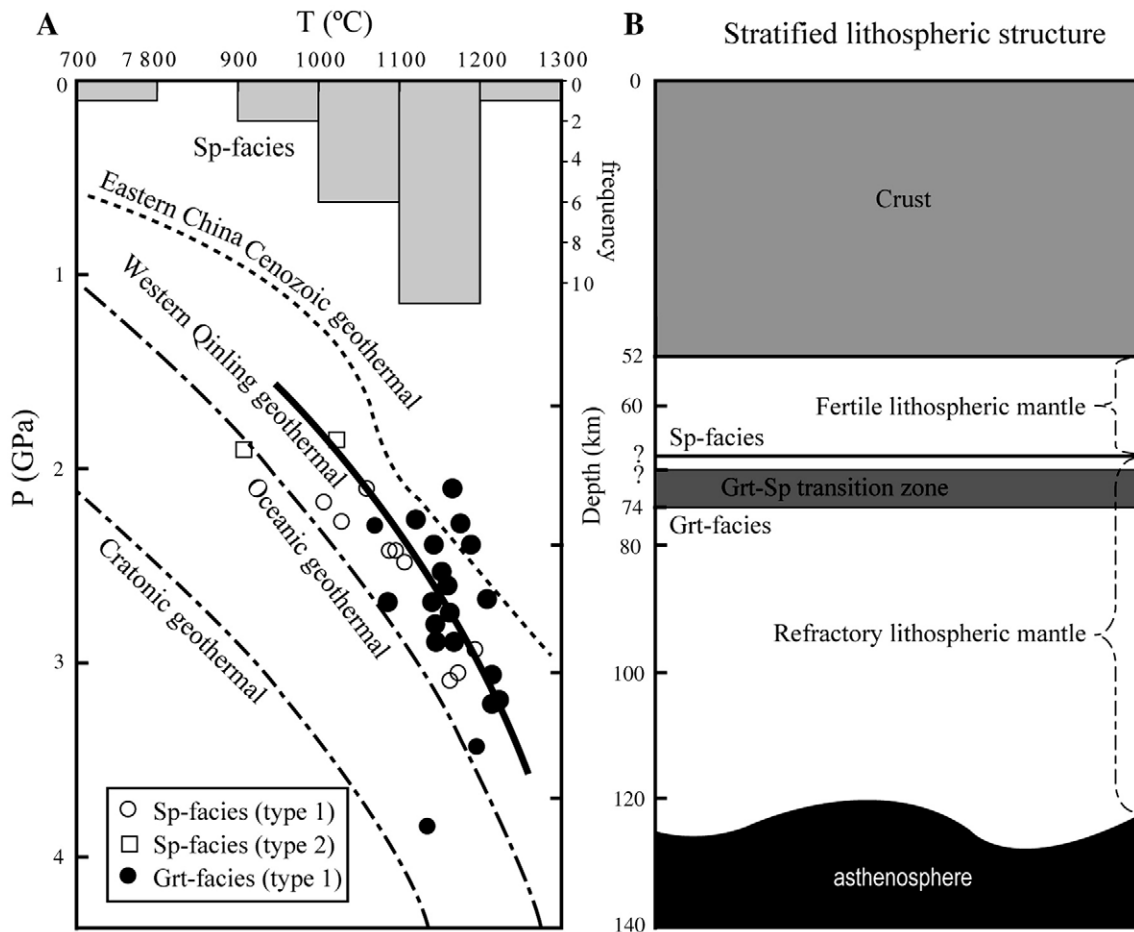 A
T (ºC)
700 7 800 900 1000 1100 1200 1300
0
1
2
3
4
P (GPa)
0
2
4
6
8
10
frequency
Sp-facies
Eastern China Cenozoic geothermal
Western Qinling geothermal
Oceanic geothermal
Cratonic geothermal
Sp-facies (type 1)
Sp-facies (type 2)
Grt-facies (type 1)
B
Stratified lithospheric structure
Depth (km)
0
52
60
?
?
74
80
100
120
140
Crust
Fertile lithospheric mantle
Sp-facies
Grt-Sp transition zone
Grt-facies
Refractory lithospheric mantle
asthenosphere